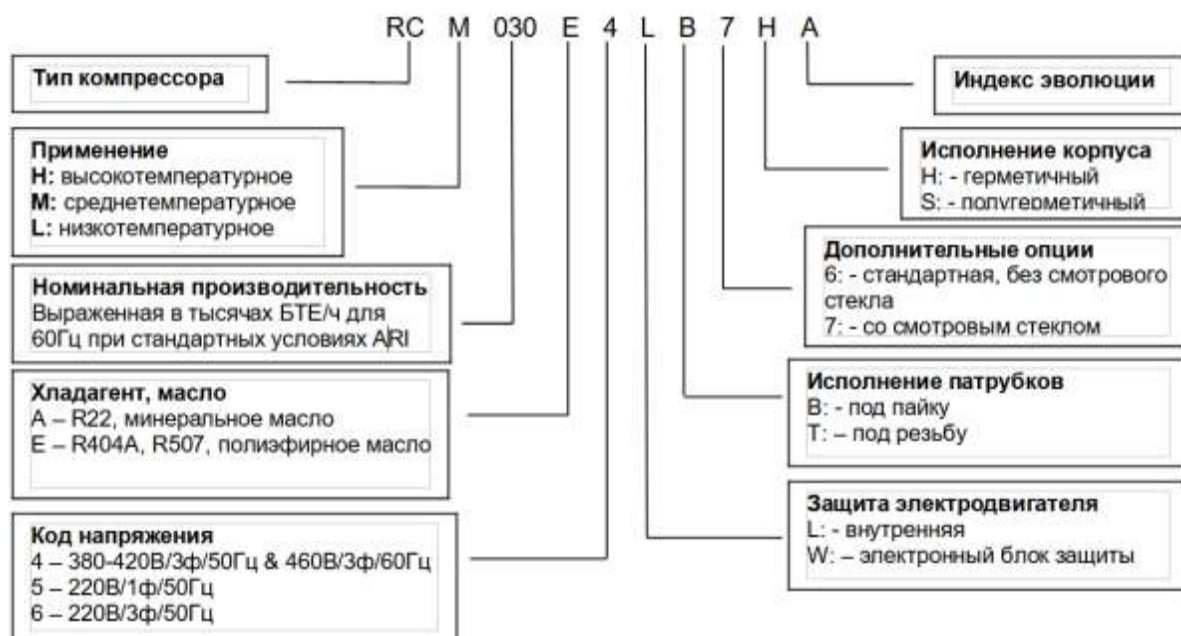 RC M 030 E 4 L B 7 H A
Тип компрессора
Применение
H: высокотемпературное
M: среднетемпературное
L: низкотемпературное
Номинальная производительность
Выраженная в тысячах БТЕ/ч для
60Гц при стандартных условиях ARI
Хладагент, масло
A – R22, минеральное масло
E – R404A, R507, полиэфирное масло
Код напряжения
4 – 380-420В/3ф/50Гц & 460В/3ф/60Гц
5 – 220В/1ф/50Гц
6 – 220В/3ф/50Гц
Индекс эволюции
Исполнение корпуса
H: - герметичный
S: - полугерметичный
Дополнительные опции
6: - стандартная, без смотрового
стекла
7: - со смотровым стеклом
Исполнение патрубков
B: - под пайку
T: – под резьбу
Защита электродвигателя
L: - внутренняя
W: – электронный блок защиты